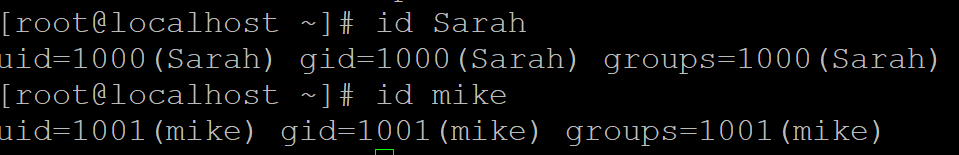 [root@localhost ~]# id Sarah
uid=1000(Sarah) gid=1000(Sarah) groups=1000(Sarah)
[root@localhost ~]# id mike
uid=1001(mike) gid=1001(mike) groups=1001(mike)